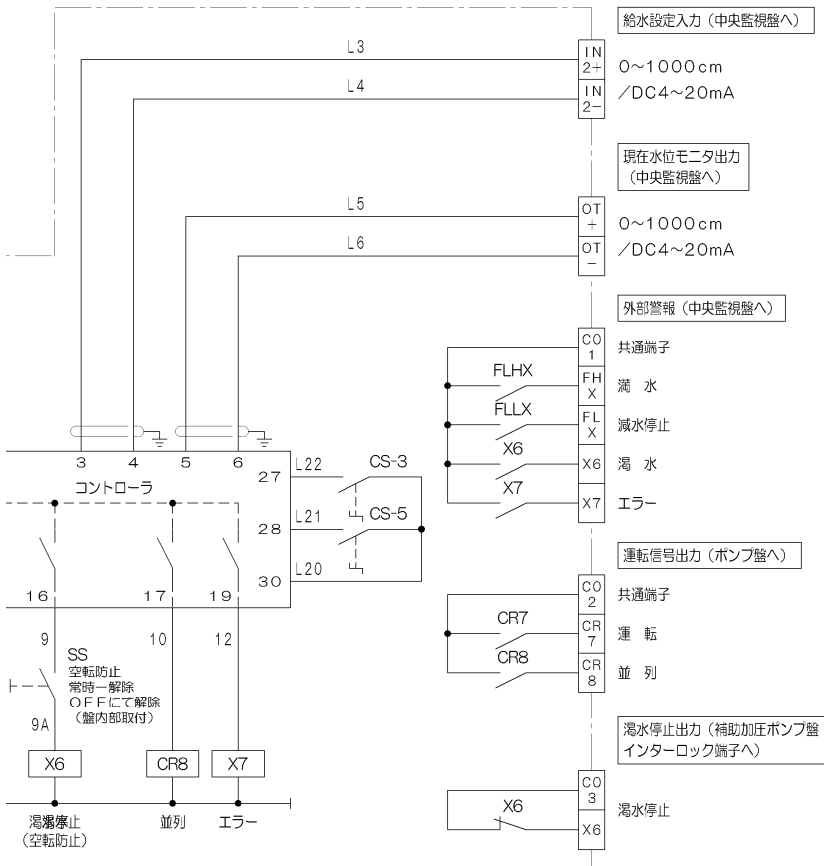 給水設定入力（中央監視盤へ）
L3
IN
2+
0～1000cm
L4
IN
2-
／DC4～20mA
現在水位モニタ出力
（中央監視盤へ）
L5
OT
+
0～1000cm
L6
OT
-
／DC4～20mA
外部警報（中央監視盤へ）
CO
1
共通端子
FLHX
FH
X
満 水
FLLX
FL
X
減水停止
X6
X6
渇 水
X7
X7
エラー
3
4
5
6
コントローラ
27
L22
CS-3
28
L21
CS-5
30
L20
16
17
19
運転信号出力（ポンプ盤へ）
CO
2
共通端子
CR7
CR
7
運 転
CR8
CR
8
並 列
9
10
12
SS
空転防止
常時ー解除
OFFにて解除
（盤内部取付）
9A
X6
CR8
X7
渇水停止出力（補助加圧ポンプ盤
インターロック端子へ）
CO
3
X6
X6
渇水停止
停止
（空転防止）
並列
エラー